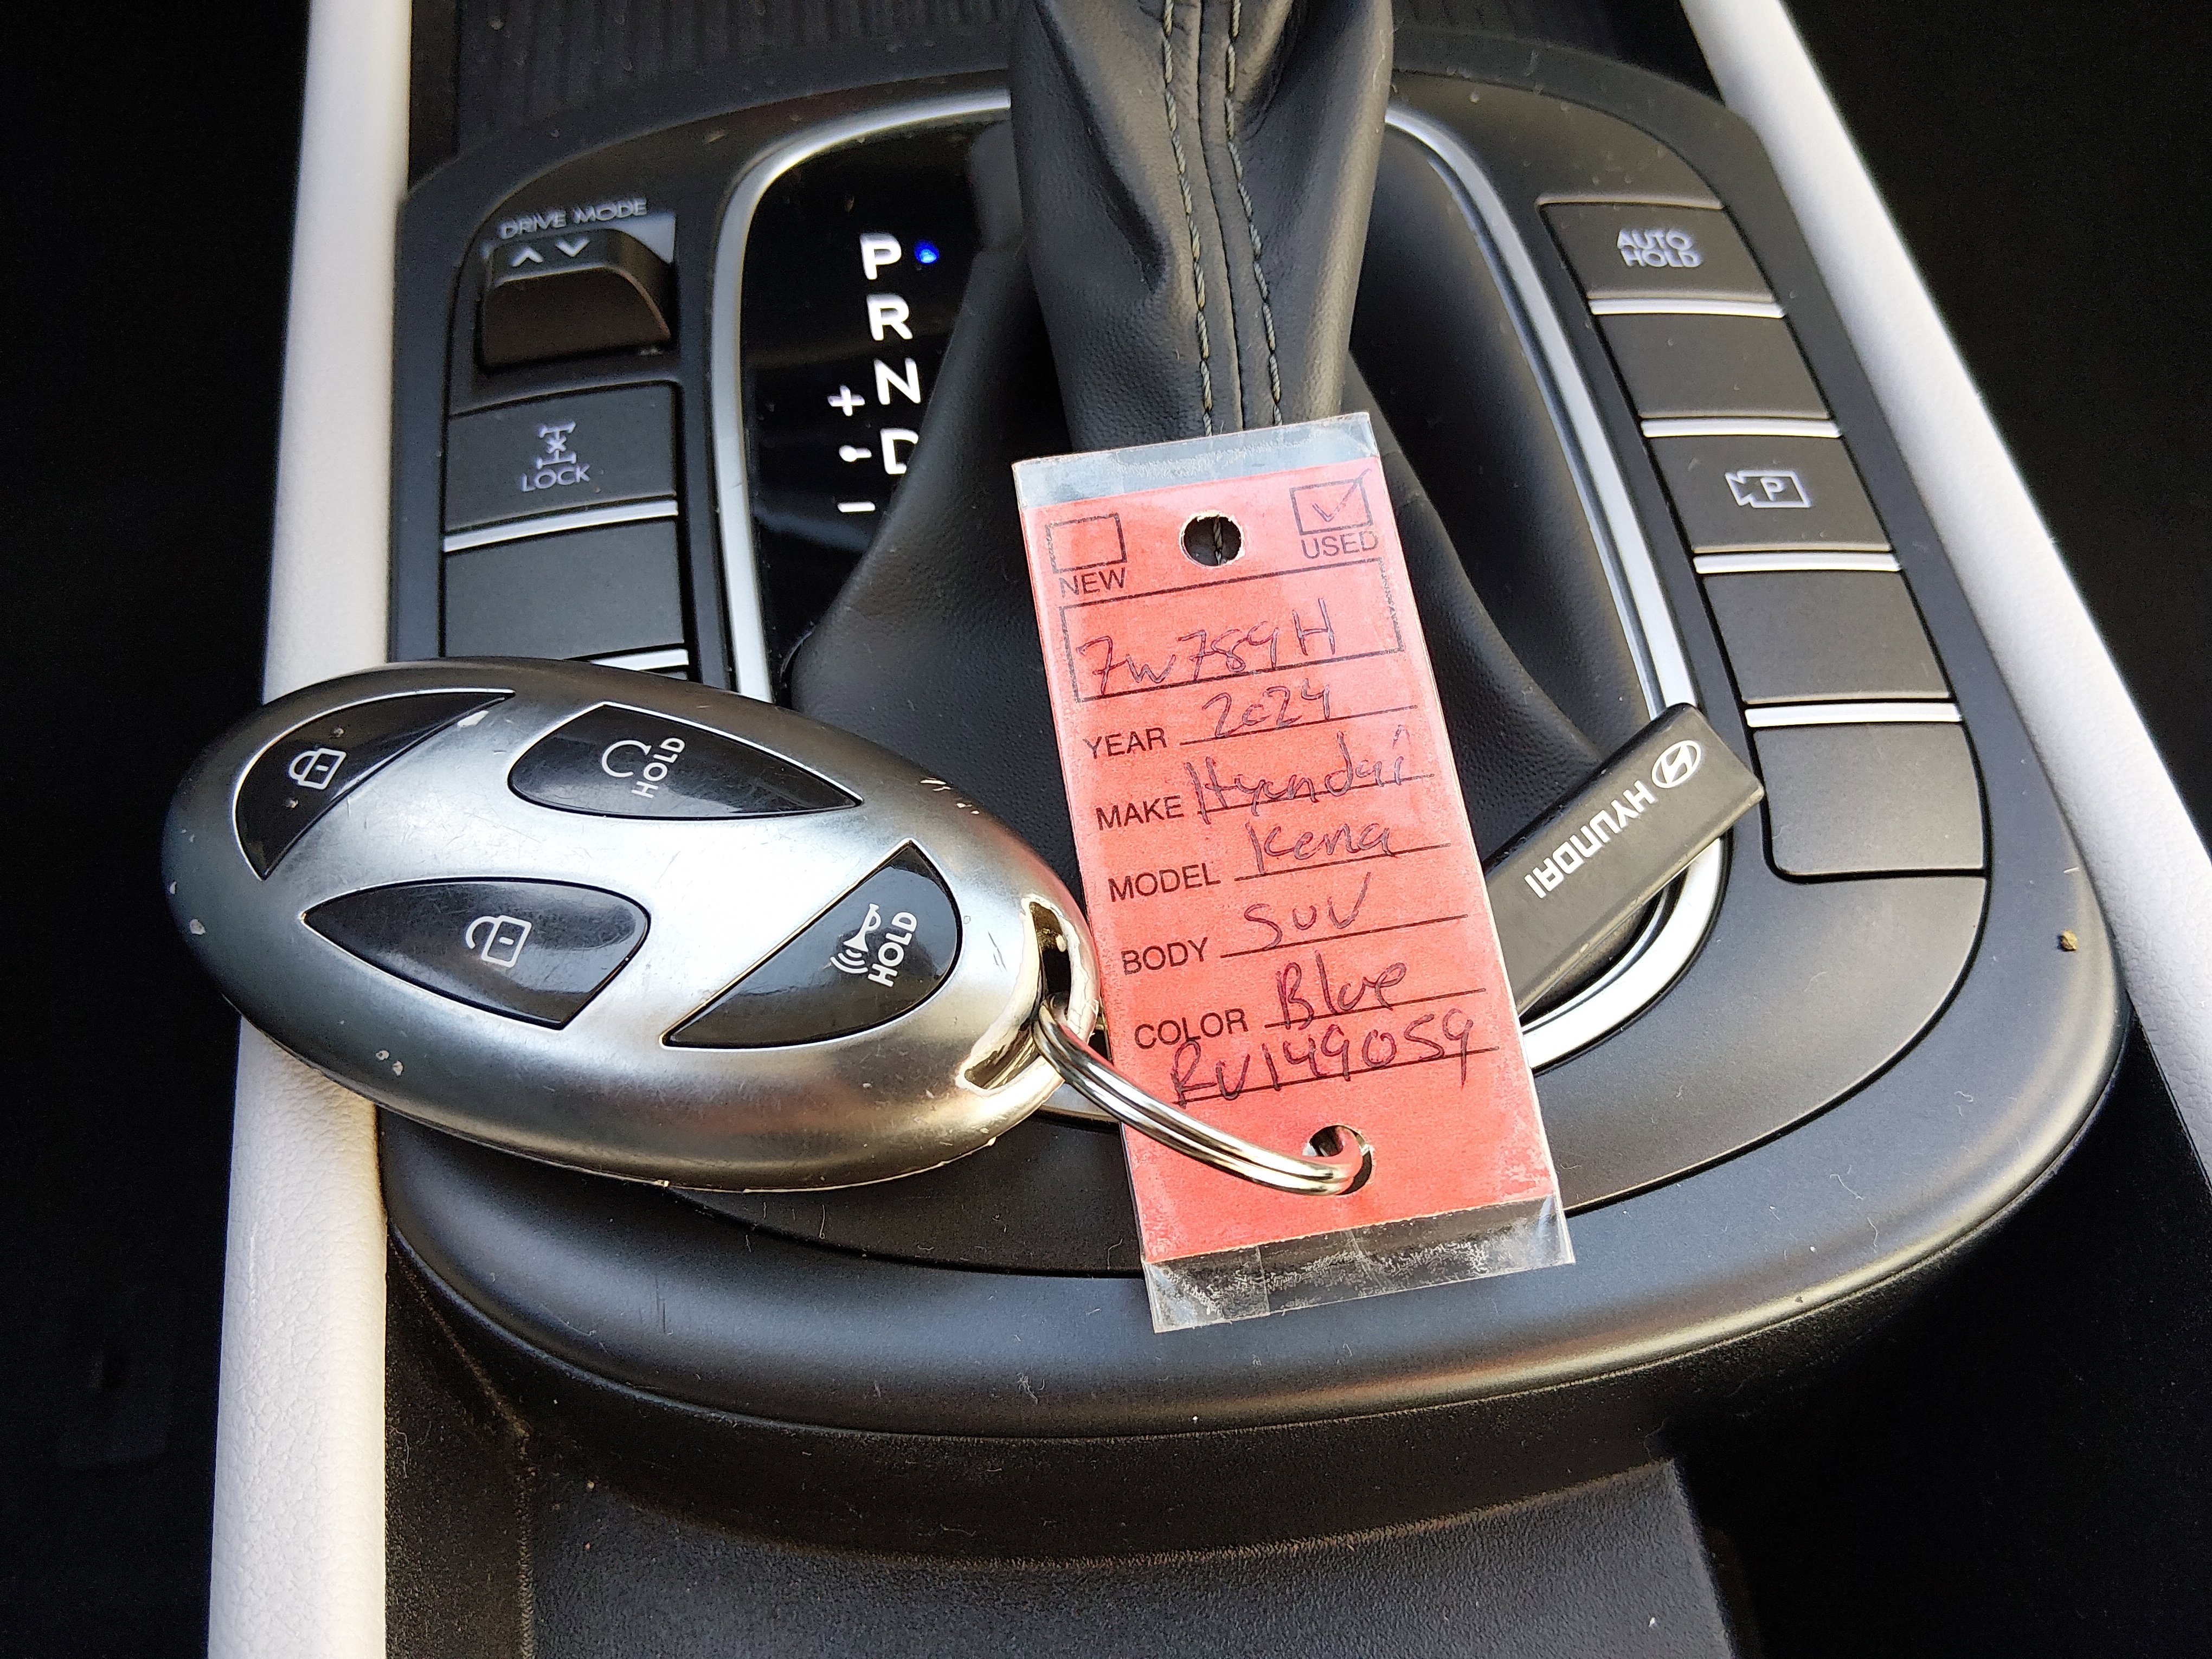 DRIVE MODE
P
R
N
+
D
-
LOCK
AUTO
HOLD
P
NEW
USED
7W789H
YEAR 2024
MAKE Hyundai
MODEL Kena
BODY SUV
COLOR Blue
RU149059
HOLD
HOLD
HYUNDAI